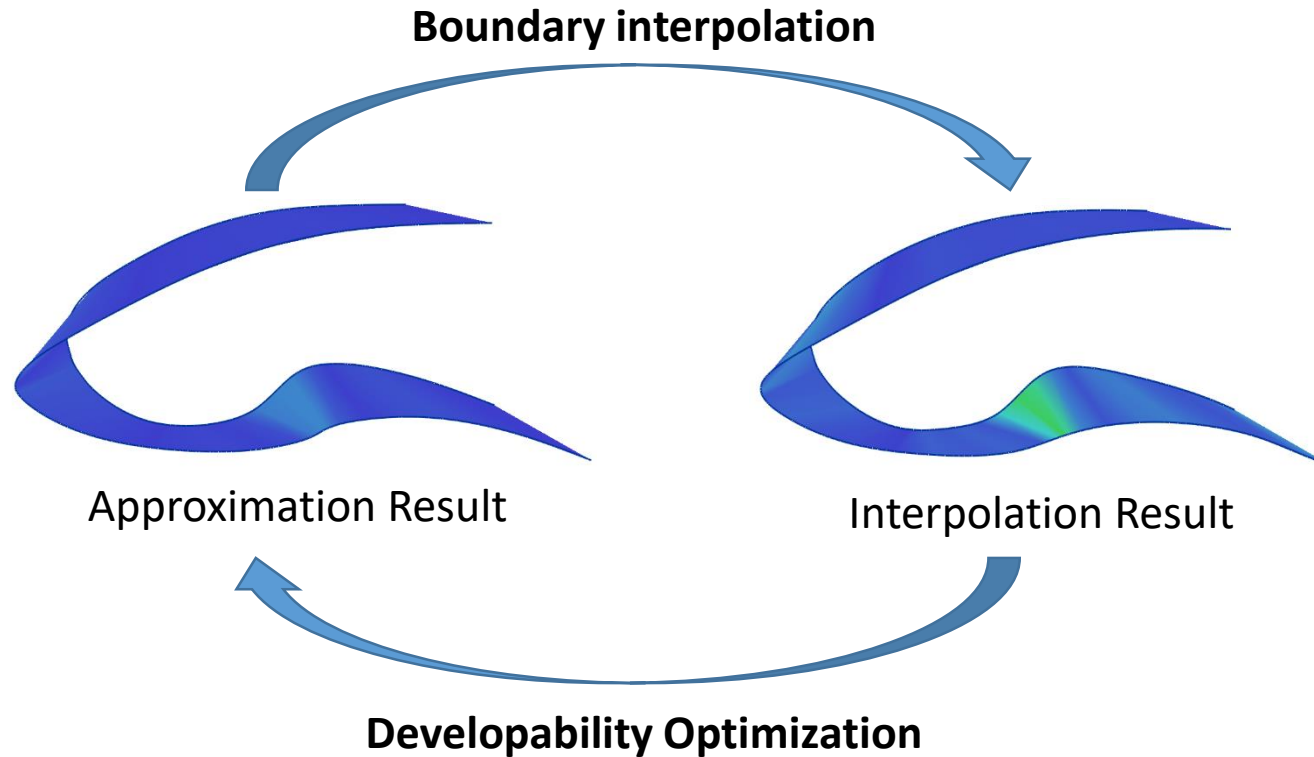 Boundary interpolation
Approximation Result
Interpolation Result
Developability Optimization